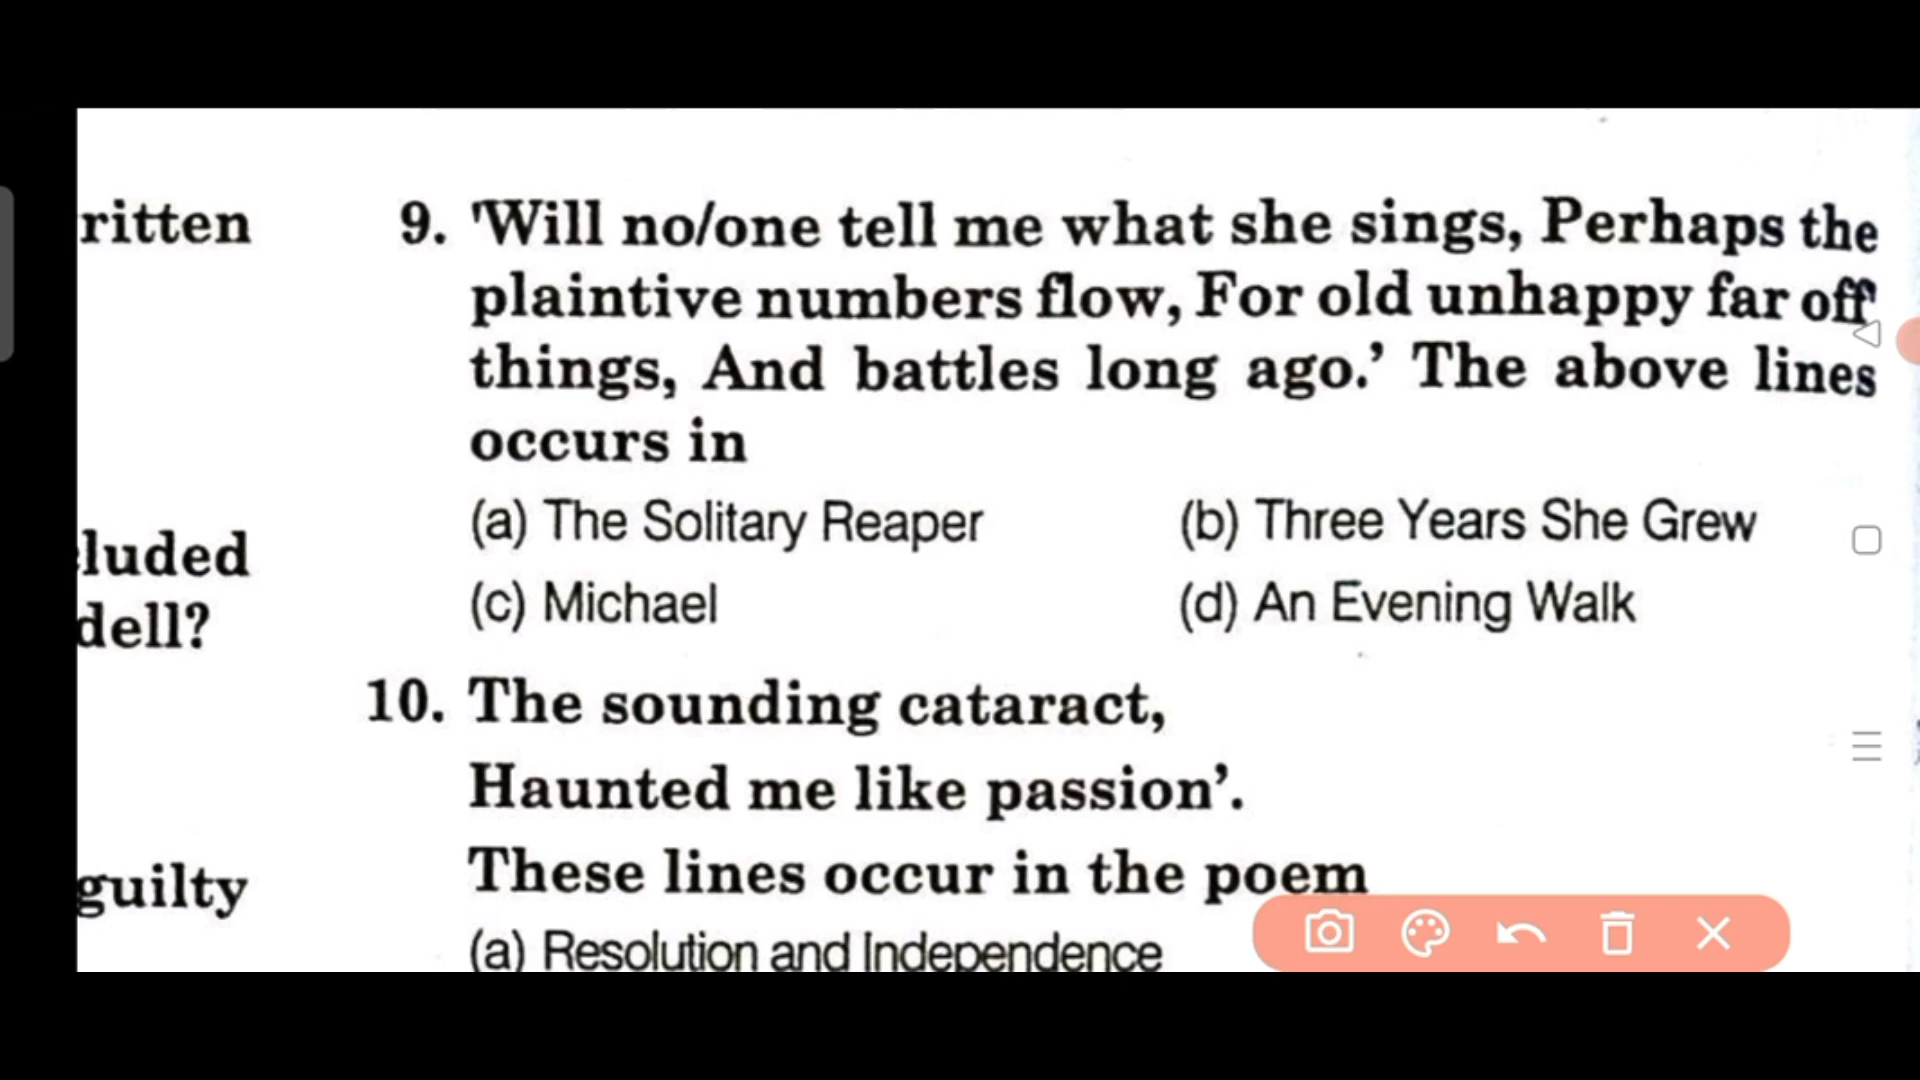 ritten
luded
dell?
guilty
9. 'Will no/one tell me what she sings, Perhaps the
plaintive numbers flow, For old unhappy far off
things, And battles long ago.’ The above lines
occurs in
(a) The Solitary Reaper (b) Three Years She Grew
(c) Michael (d) An Evening Walk
10. The sounding cataract,
Haunted me like passion’.
These lines occur in the poem
(a) Resolution and Independence